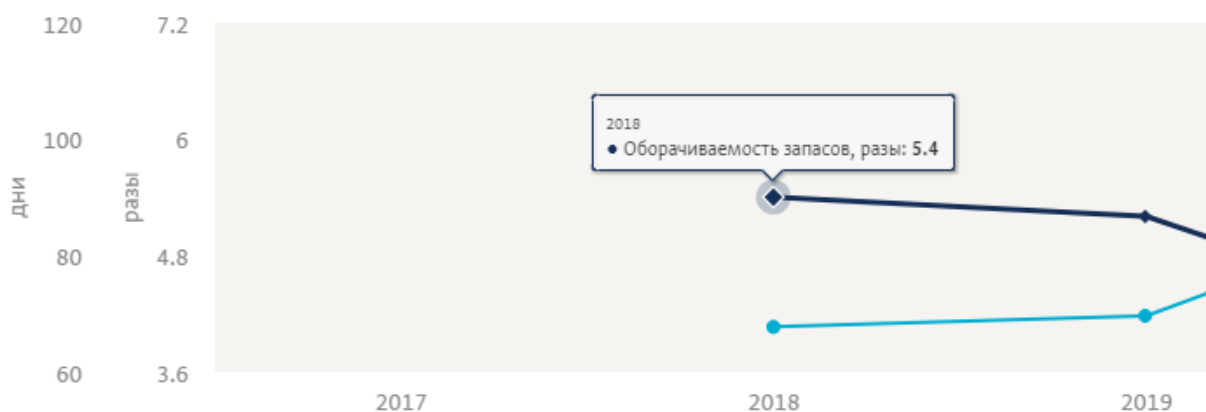 120 7.2
100 6
80 4.8
60 3.6
дни
разы
2018
Оборачиваемость запасов, разы: 5.4
2017 2018 2019